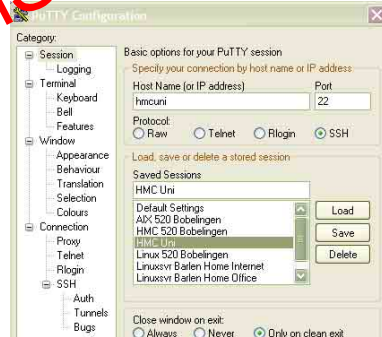 PuTTY Configuration
Category:
Session
Logging
Terminal
Keyboard
Bell
Features
Window
Appearance
Behaviour
Translation
Selection
Colours
Connection
Proxy
Telnet
Rlogin
SSH
Auth
Tunnels
Bugs
Basic options for your PuTTY session
Specify your connection by host name or IP address
Host Name (or IP address) Port
hmcuni 22
Protocol:
Raw Telnet Rlogin SSH
Load, save or delete a stored session
Saved Sessions
HMC Uni
Default Settings
AIX 520 Bobelingen
HMC 520 Bobelingen
HMC Uni
Linux 520 Bobelingen
Linuxsvr Barlen Home Internet
Linuxsvr Barlen Home Office
Load
Save
Delete
Close window on exit:
Always Never Only on clean exit